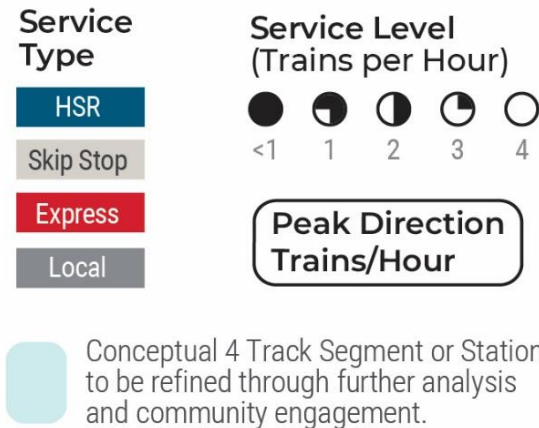 Service
Type
HSR
Skip Stop
Express
Local
Service Level
(Trains per Hour)
<1 1 2 3 4
Peak Direction
Trains/Hour
Conceptual 4 Track Segment or Station
to be refined through further analysis
and community engagement.